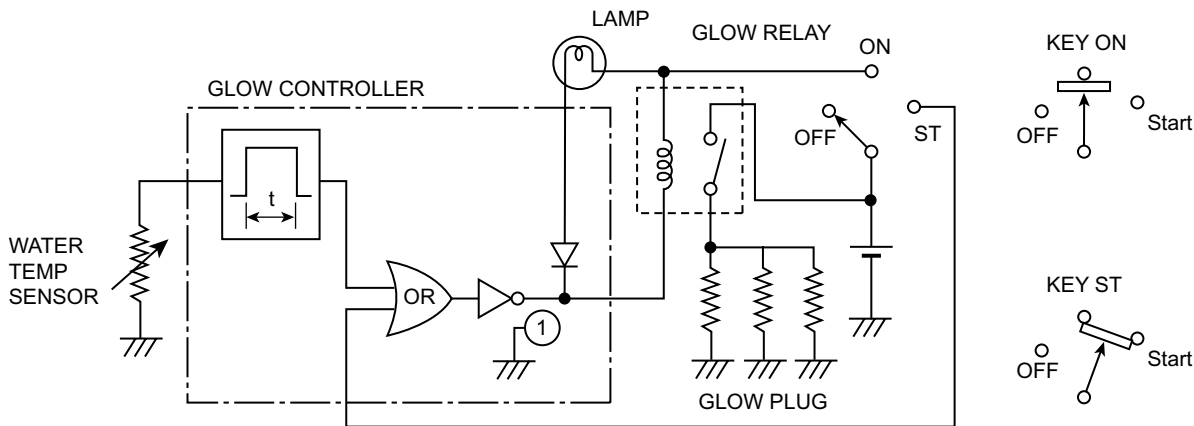 LAMP
GLOW RELAY
ON
KEY ON
GLOW CONTROLLER
OFF
ST
OFF
Start
t
WATER
TEMP
SENSOR
OR
1
KEY ST
OFF
Start
GLOW PLUG